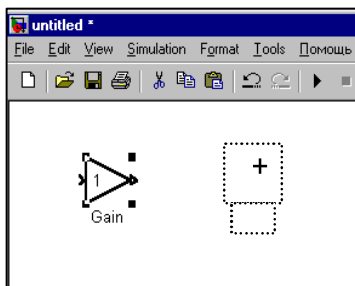 untitled *
File Edit View Simulation Format Tools Помощь
1
Gain